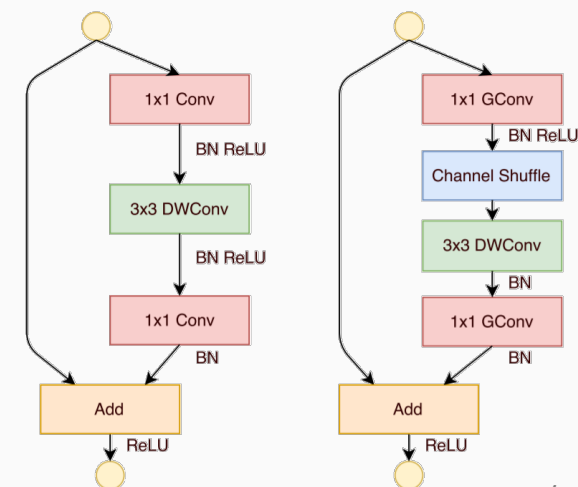 1x1 Conv
BN ReLU
3x3 DWConv
BN ReLU
1x1 Conv
BN
Add
ReLU
1x1 GConv
BN ReLU
Channel Shuffle
3x3 DWConv
BN
1x1 GConv
BN
Add
ReLU